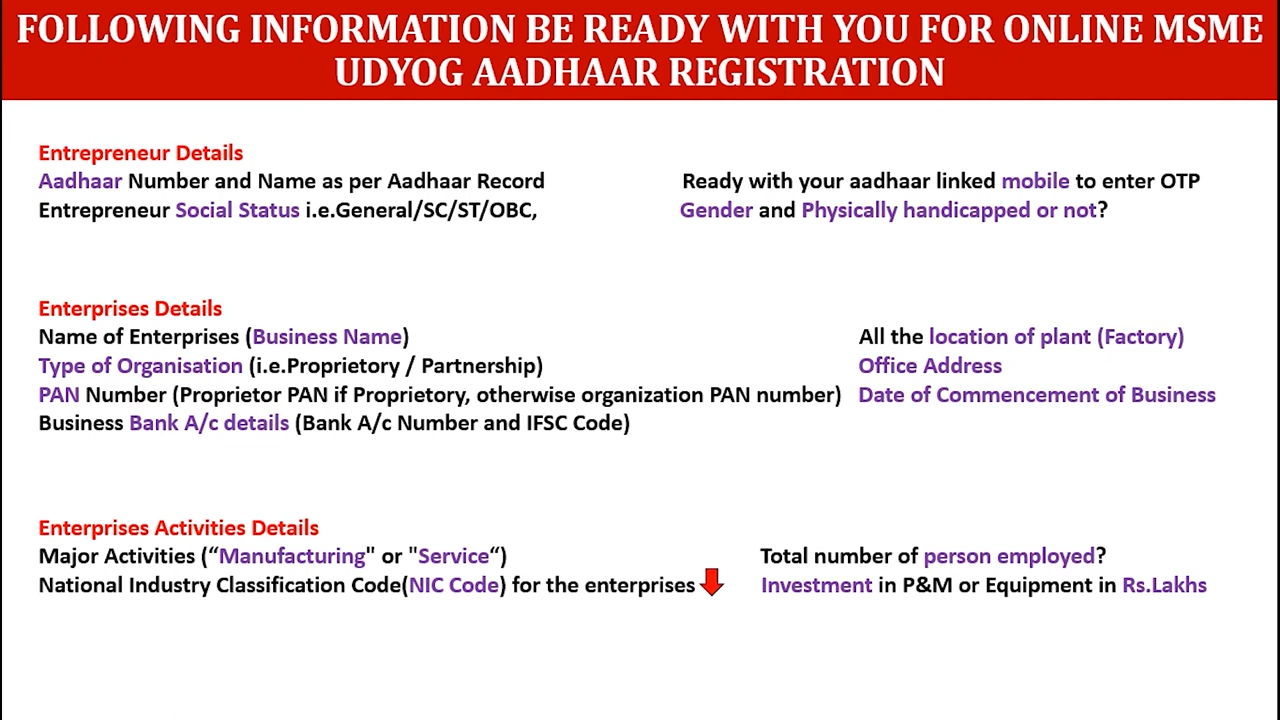 FOLLOWING INFORMATION BE READY WITH YOU FOR ONLINE MSME
UDYOG AADHAAR REGISTRATION
Entrepreneur Details
Aadhaar Number and Name as per Aadhaar Record
Ready with your aadhaar linked mobile to enter OTP
Entrepreneur Social Status i.e.General/SC/ST/OBC,
Gender and Physically handicapped or not?
Enterprises Details
Name of Enterprises (Business Name)
All the location of plant (Factory)
Type of Organisation (i.e.Proprietory / Partnership)
Office Address
PAN Number (Proprietor PAN if Proprietory, otherwise organization PAN number)
Date of Commencement of Business
Business Bank A/c details (Bank A/c Number and IFSC Code)
Enterprises Activities Details
Major Activities (“Manufacturing" or "Service“)
Total number of person employed?
National Industry Classification Code(NIC Code) for the enterprises
Investment in P&M or Equipment in Rs.Lakhs